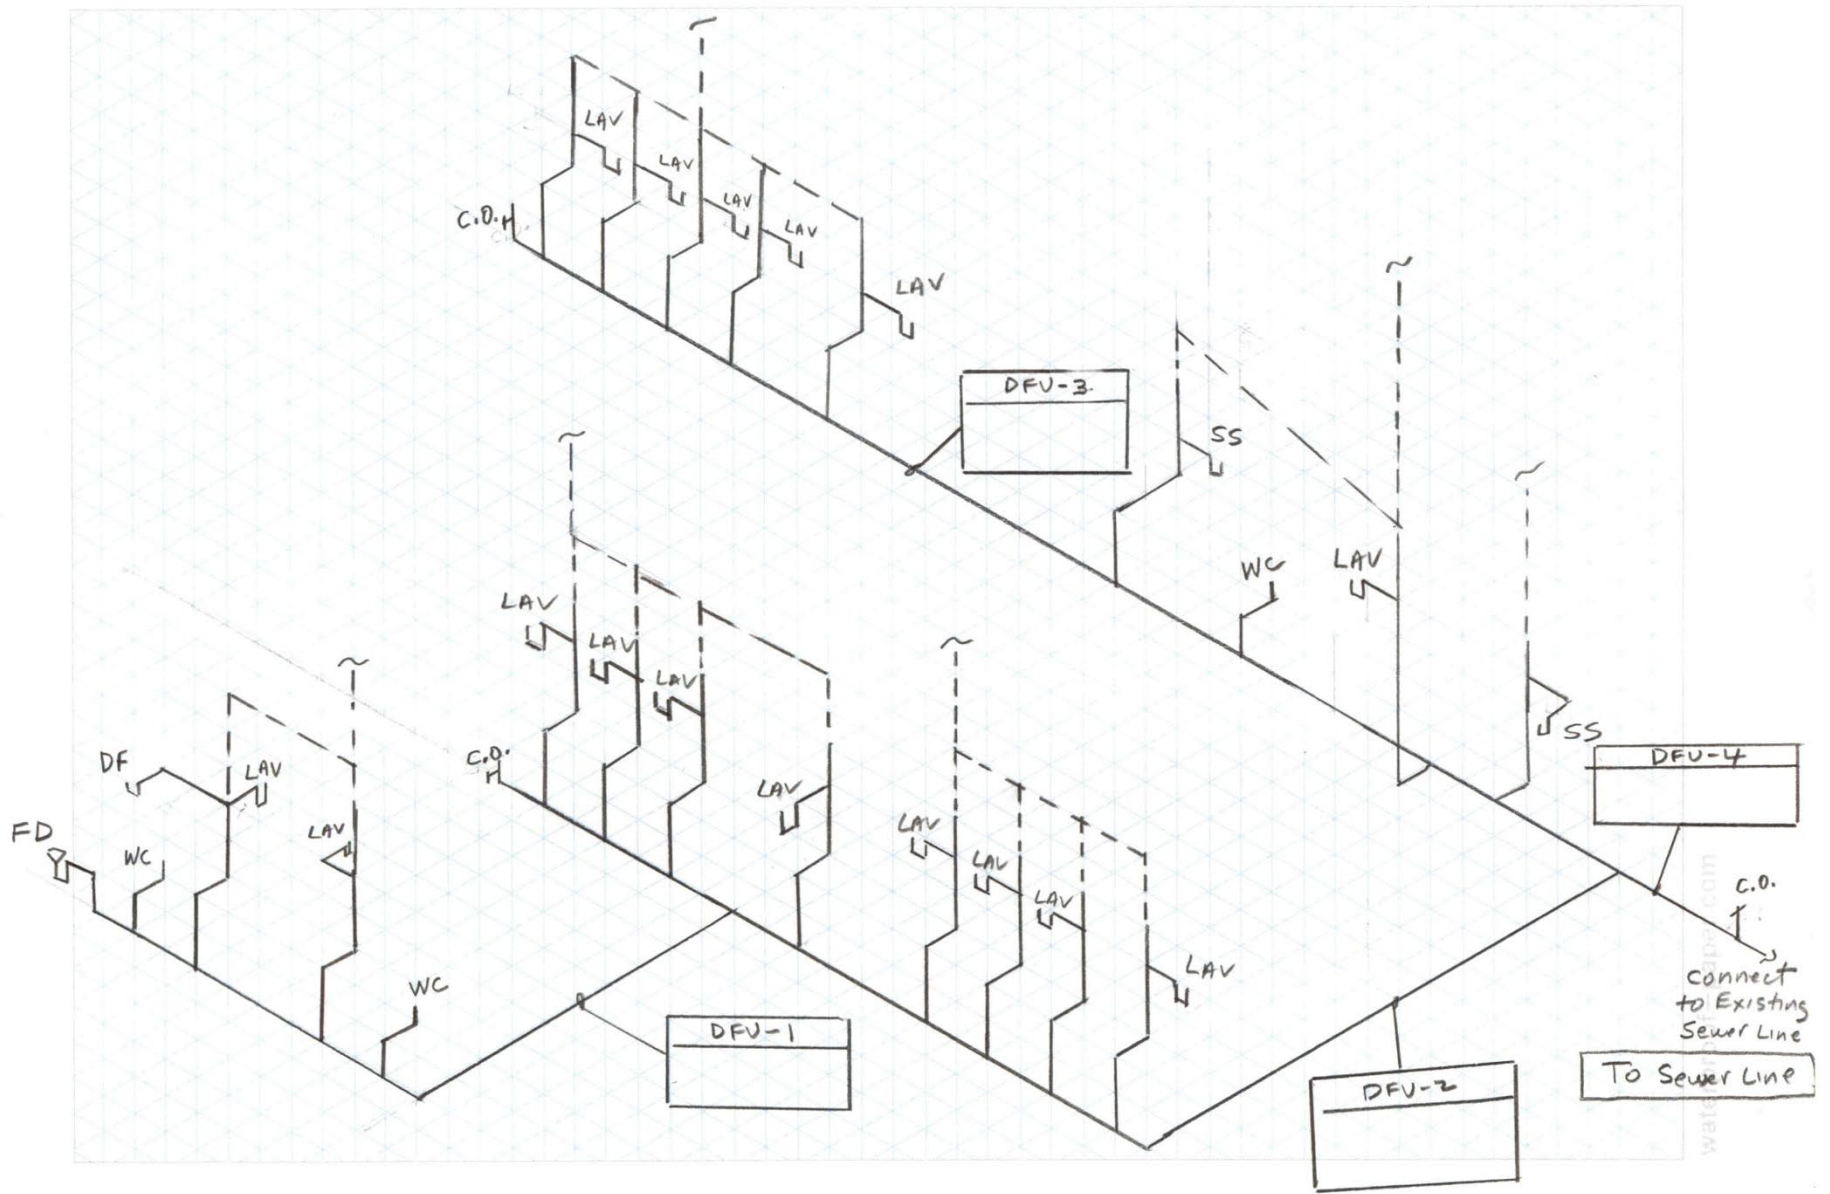 LAV
LAV
LAV
LAV
C.O.
LAV
DFU-3
SS
LAV
WC
LAV
LAV
SS
LAV
C.O.
DFU-4
DF
LAV
LAV
LAV
FD
WC
LAV
LAV
LAV
C.O.
LAV
WC
Connect
to Existing
Sewer Line
DFU-1
To Sewer Line
DFU-2